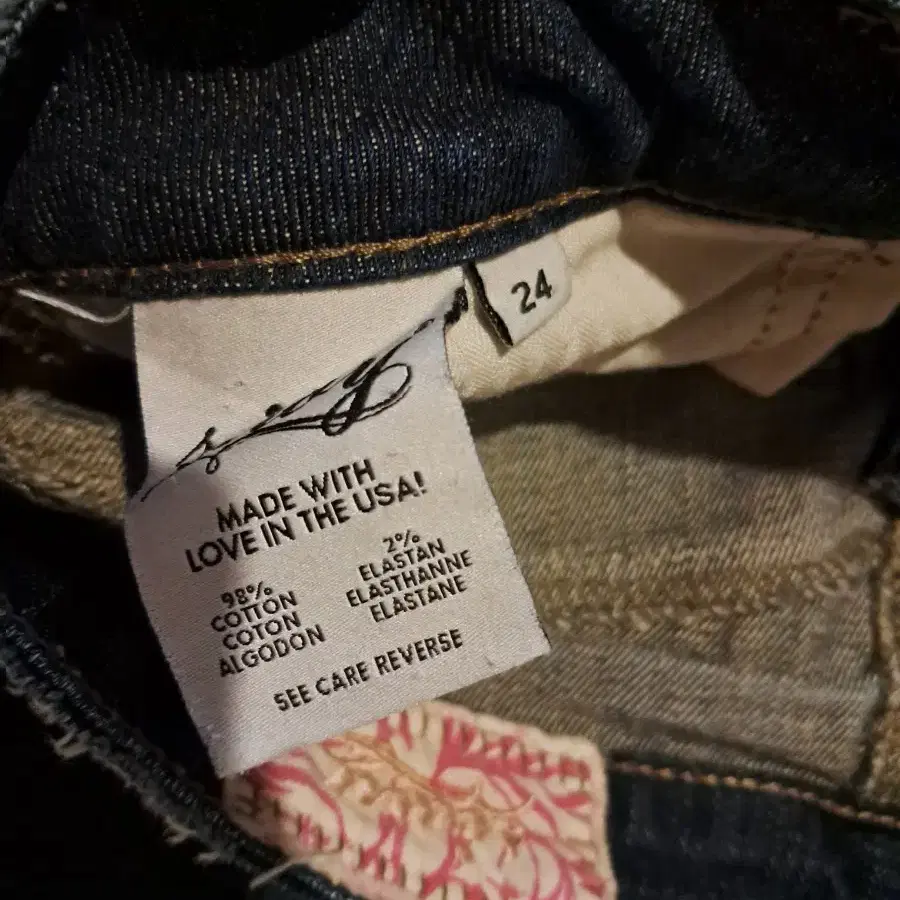 24
MADE WITH
LOVE IN THE USA!
98%
COTTON
COTON
ALGODON
2%
ELASTAN
ELASTHANNE
ELASTANE
SEE CARE REVERSE